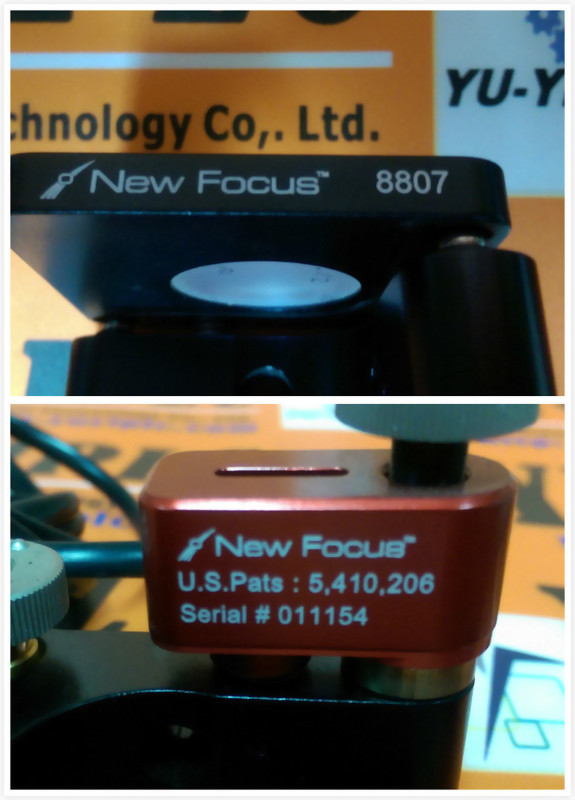 chnology Co,. Ltd.
YU-Y
New Focus™ 8807
New Focus™
U.S.Pats : 5,410,206
Serial # 011154